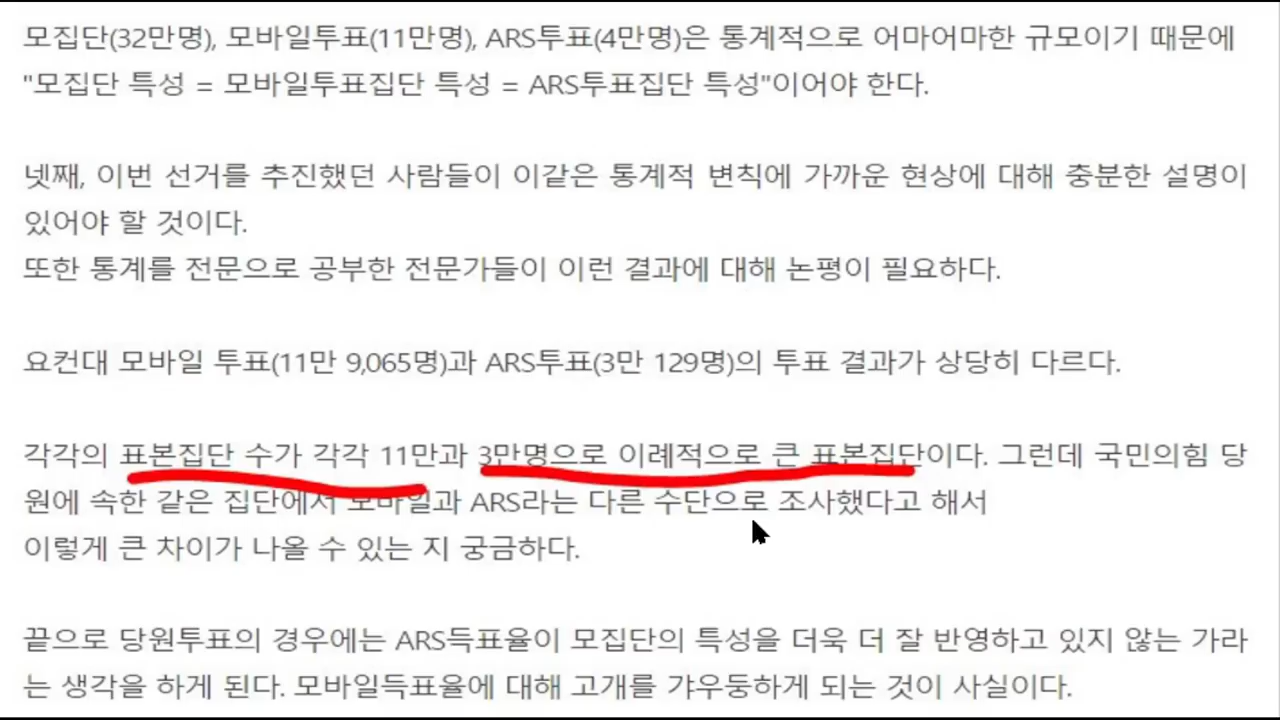 모집단(32만명), 모바일투표(11만명), ARS투표(4만명)은 통계적으로 어마어마한 규모이기 때문에
"모집단 특성 = 모바일투표집단 특성 = ARS투표집단 특성"이어야 한다.
넷째, 이번 선거를 추진했던 사람들이 이같은 통계적 변칙에 가까운 현상에 대해 충분한 설명이
있어야 할 것이다.
또한 통계를 전문으로 공부한 전문가들이 이런 결과에 대해 논평이 필요하다.
요컨대 모바일 투표(11만 9,065명)과 ARS투표(3만 129명)의 투표 결과가 상당히 다르다.
각각의 표본집단 수가 각각 11만과 3만명으로 이례적으로 큰 표본집단이다. 그런데 국민의힘 당
원에 속한 같은 집단에서 모바일과 ARS라는 다른 수단으로 조사했다고 해서
이렇게 큰 차이가 나올 수 있는 지 궁금하다.
끝으로 당원투표의 경우에는 ARS득표율이 모집단의 특성을 더욱 더 잘 반영하고 있지 않는 가라
는 생각을 하게 된다. 모바일득표율에 대해 고개를 갸우둥하게 되는 것이 사실이다.